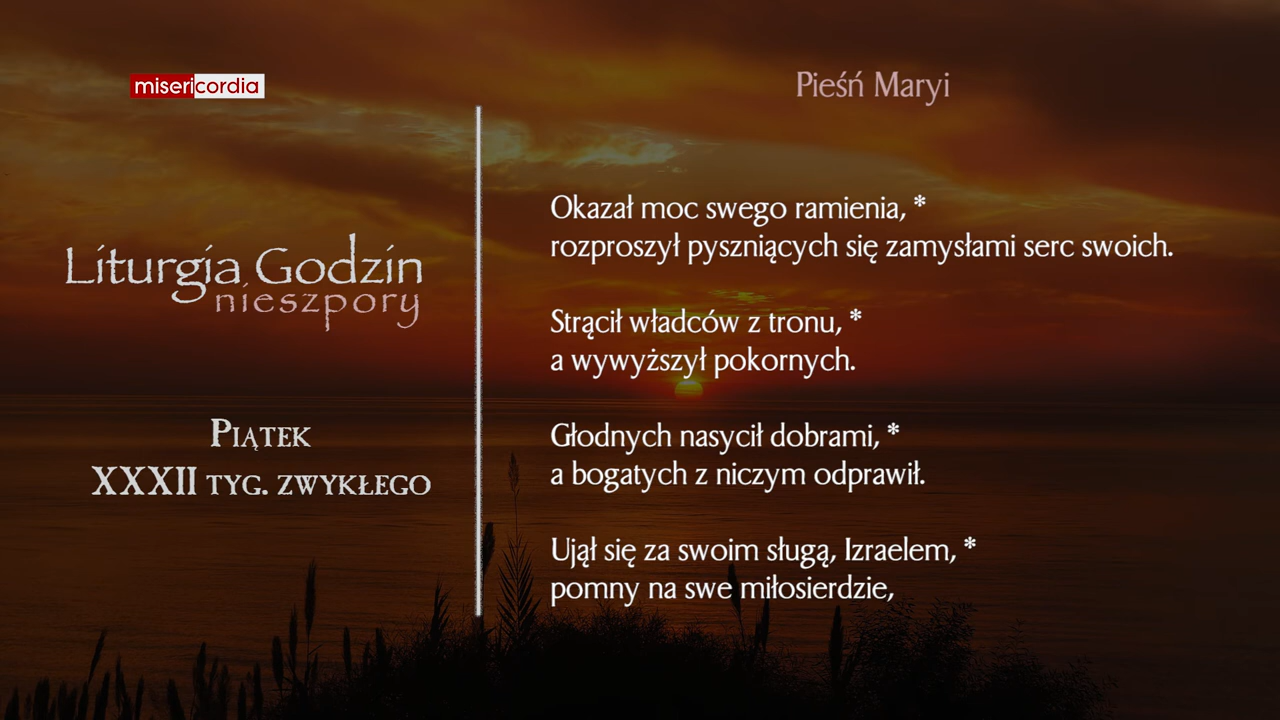 misericordia
Liturgia Godzin
nieszpory
Piątek
XXXII tyg. zwykłego
Pieśń Maryi
Okazał moc swego ramienia, *
rozproszył pyszniących się zamysłami serc swoich.
Strącił władców z tronu, *
a wywyższył pokornych.
Głodnych nasycił dobrami, *
a bogatych z niczym odprawił.
Ujął się za swoim sługą, Izraelem, *
pomny na swe miłosierdzie,